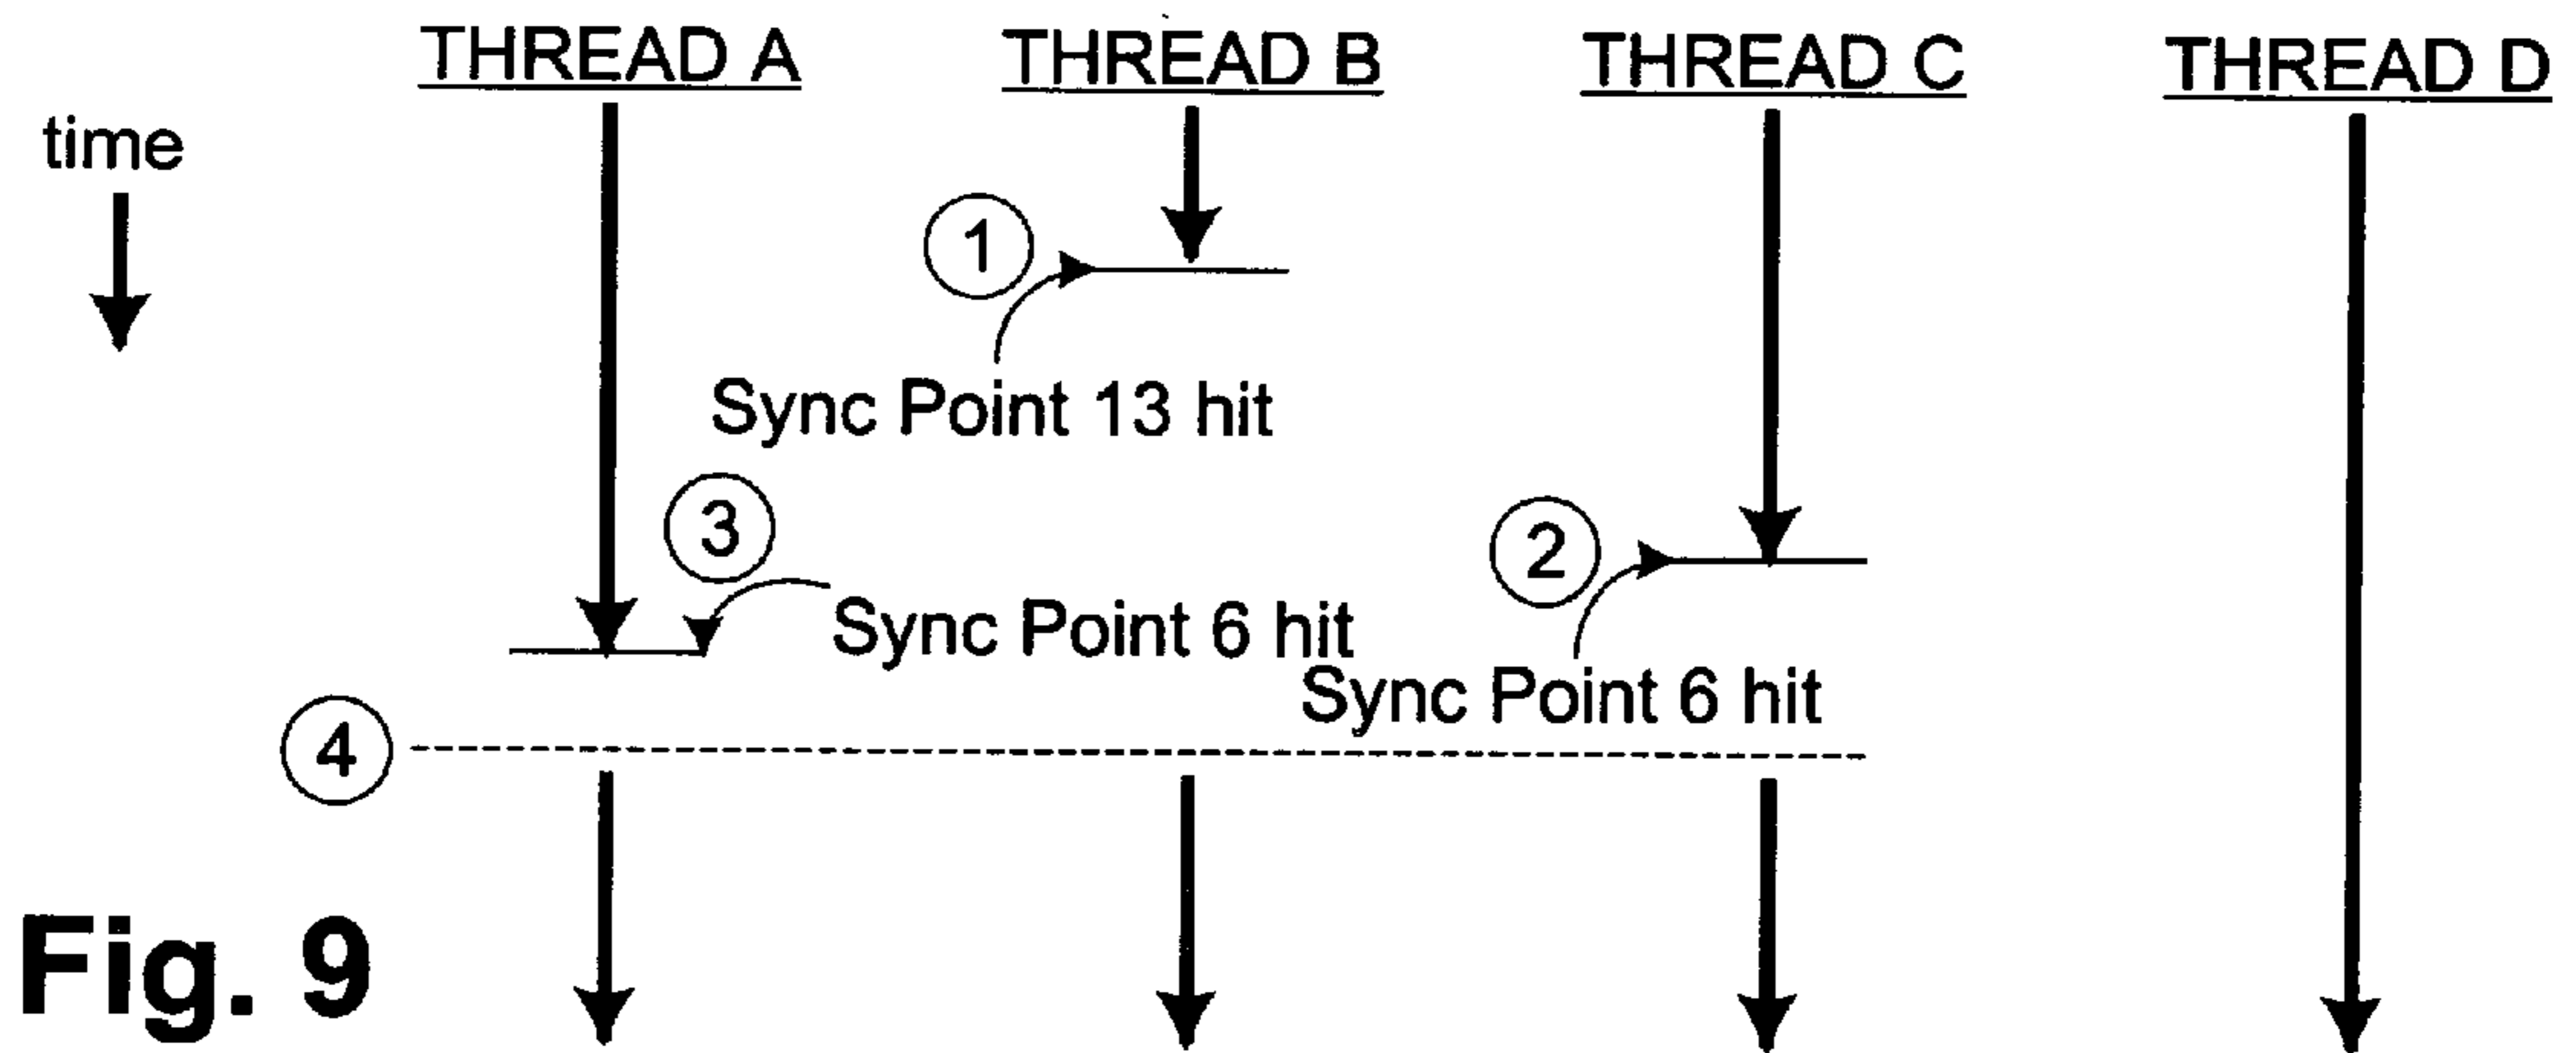 THREAD A
THREAD B
THREAD C
THREAD D
time
1
Sync Point 13 hit
3
Sync Point 6 hit
2
Sync Point 6 hit
4
Fig. 9